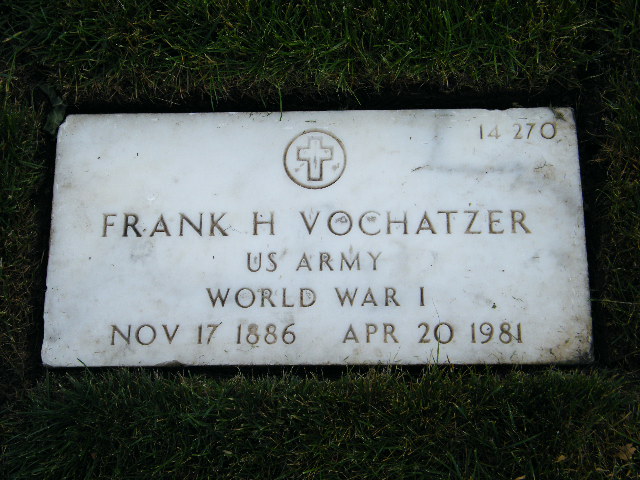 14 270
FRANK H VOCHATZER
US ARMY
WORLD WAR I
NOV 17 1886 APR 20 1981